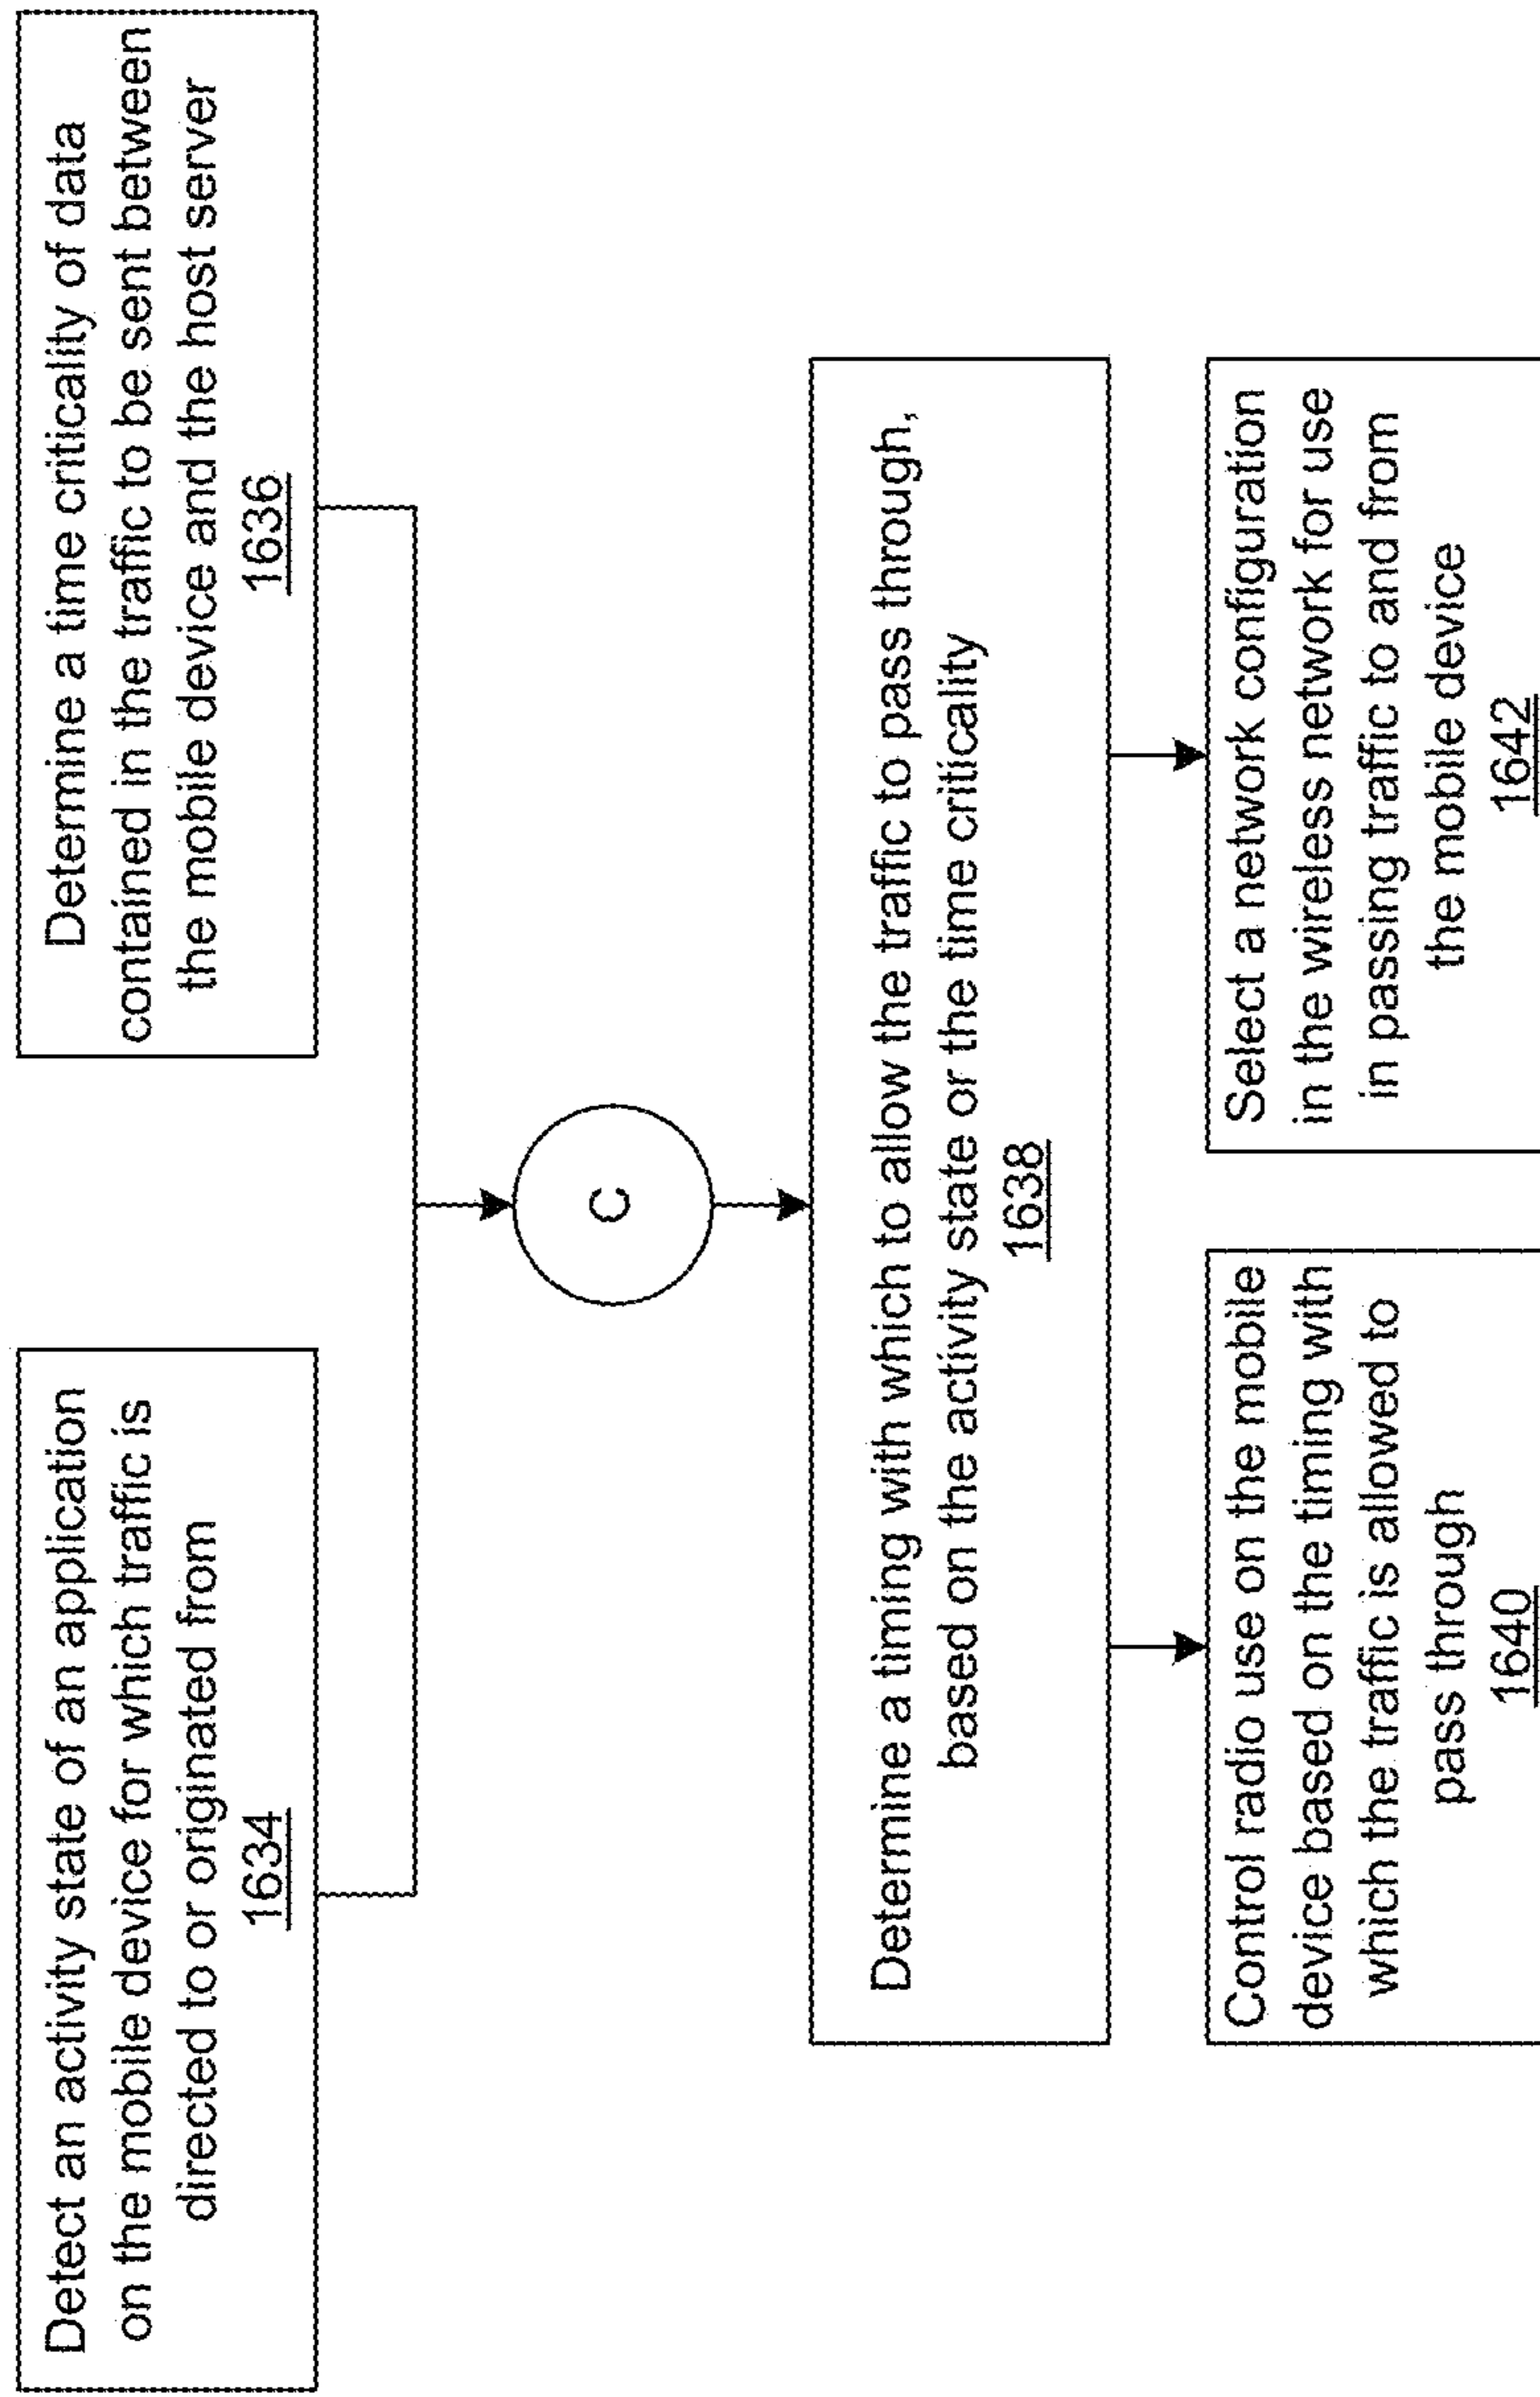 Detect an activity state of an application
on the mobile device for which traffic is
directed to or originated from
1634
Determine a time criticality of data
contained in the traffic to be sent between
the mobile device and the host server
1636
C
Determine a timing with which to allow the traffic to pass through,
based on the activity state or the time criticality
1638
Control radio use on the mobile
device based on the timing with
which the traffic is allowed to
pass through
1640
Select a network configuration
in the wireless network for use
in passing traffic to and from
the mobile device
1642